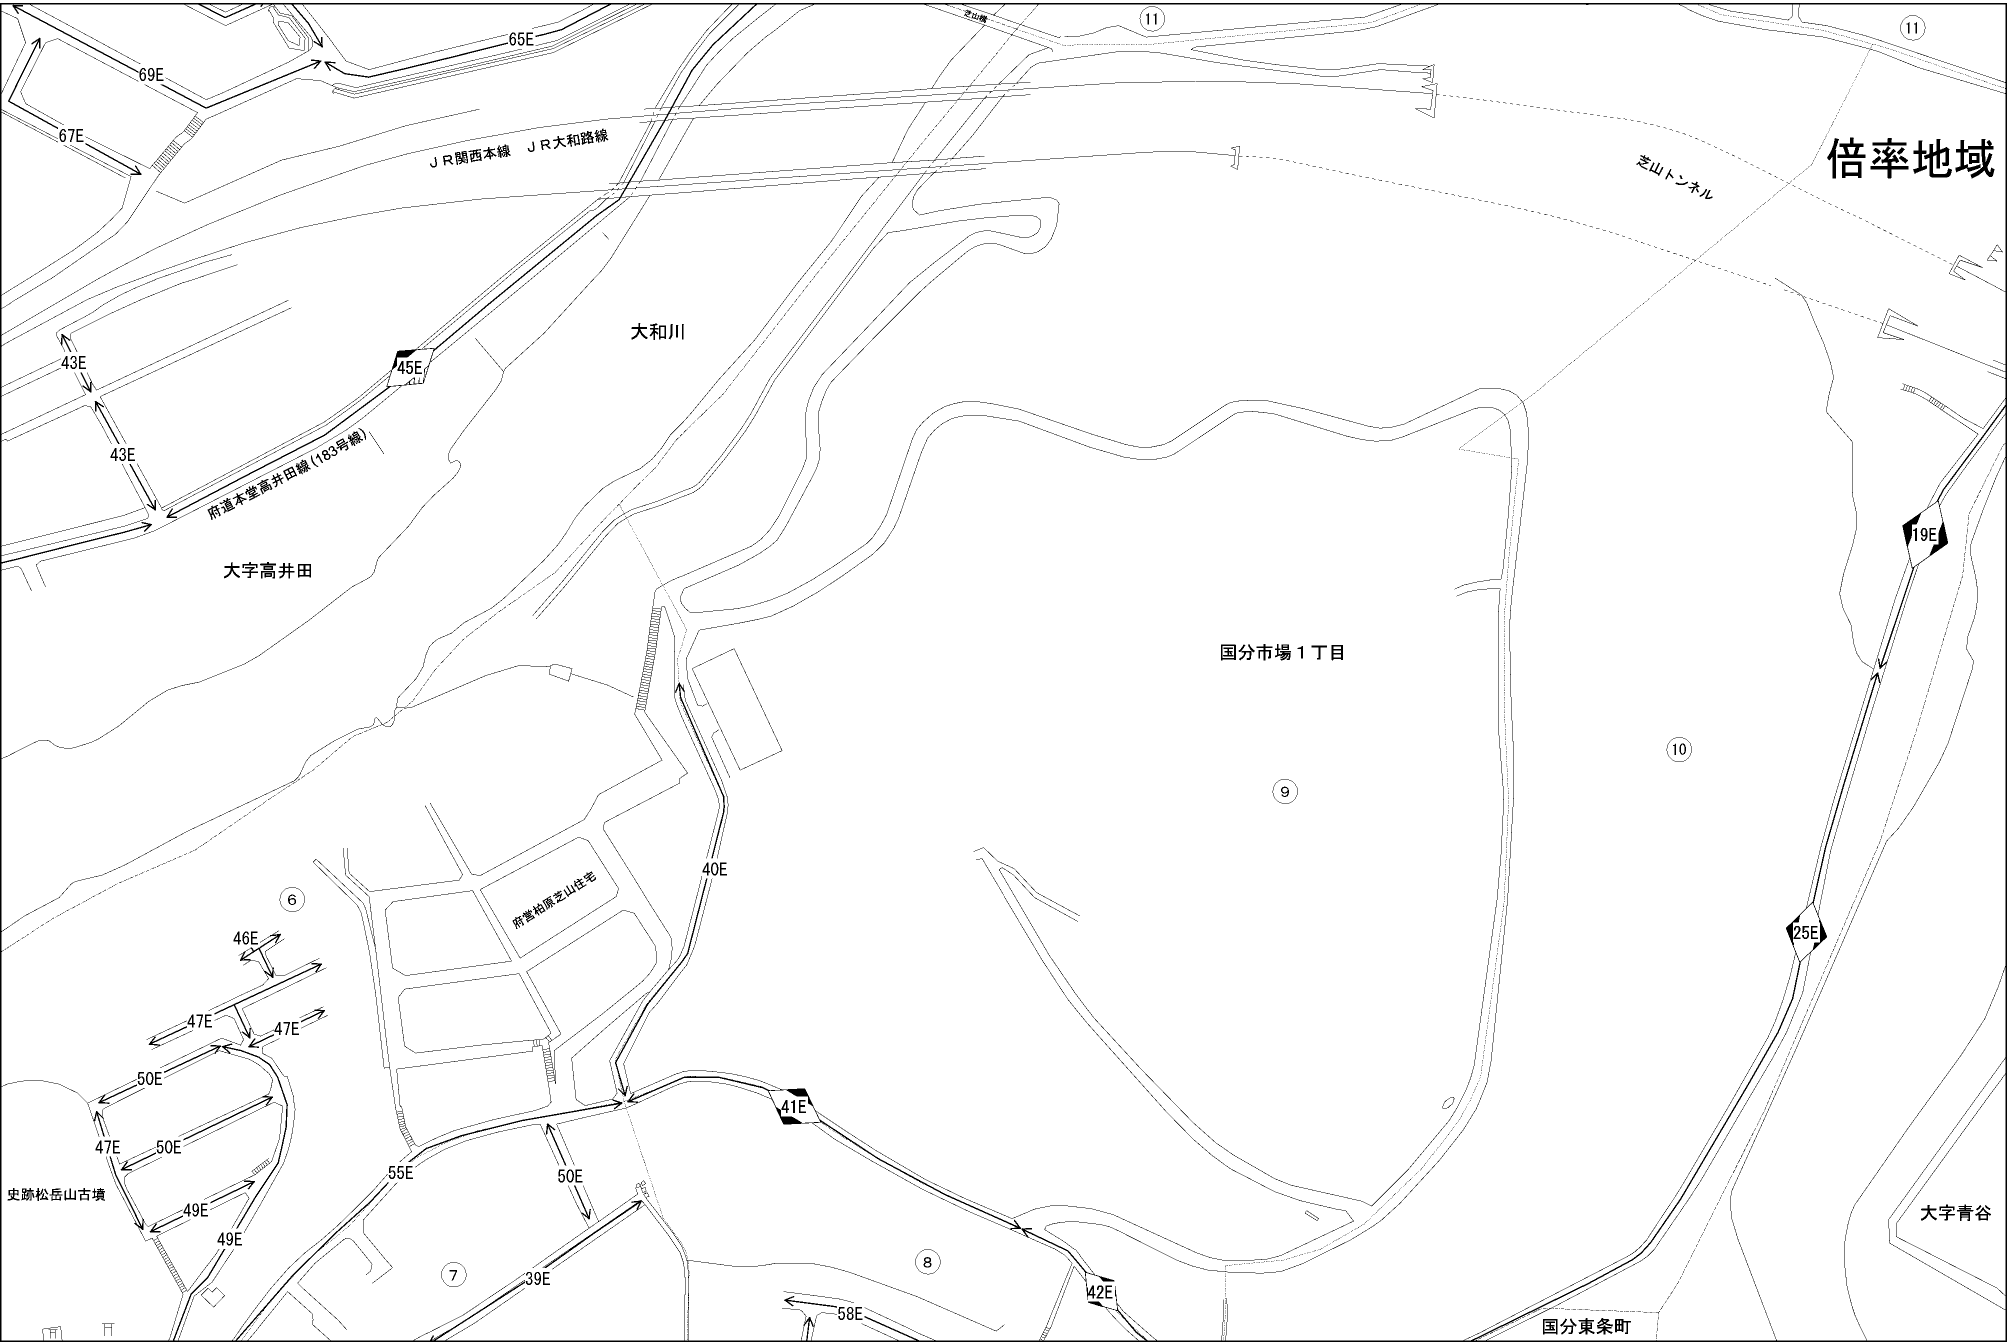 芝山橋
⑪
⑪
65E
69E
67E
ＪＲ関西本線　ＪＲ大和路線
芝山トンネル
倍率地域
大和川
43E
45E
43E
府道本堂高井田線(183号線)
大字高井田
19E
国分市場１丁目
⑩
⑨
40E
府営柏原芝山住宅
⑥
46E
25E
47E
47E
50E
41E
47E
50E
55E
50E
史跡松岳山古墳
49E
49E
大字青谷
⑧
⑦
39E
42E
58E
国分東条町